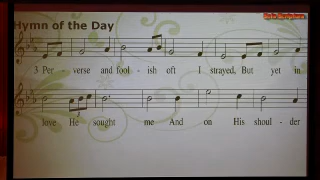 Hymn of the Day
3 Per - verse and fool - ish oft I strayed, But yet in
love He sought me And on His shoul - der